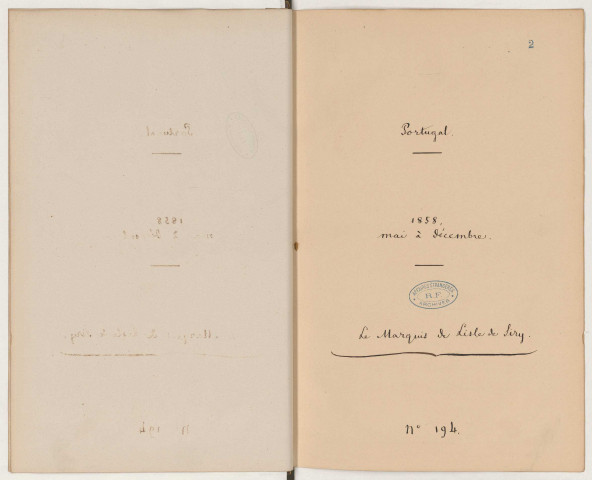 2
Portugal.
1858,
mai à décembre.
R.F.
Le Marquis de Lisle de Siry.
N° 194.